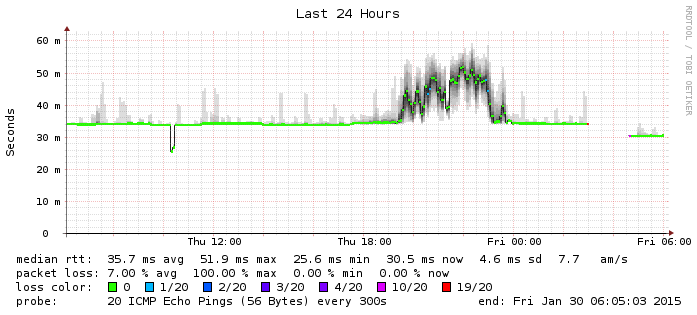 Last 24 Hours
RRDTOOL / TOBI OETIKER
Seconds
60 m
50 m
40 m
30 m
20 m
10 m
0
Thu 12:00 Thu 18:00 Fri 00:00 Fri 06:00
median rtt: 35.7 ms avg 51.9 ms max 25.6 ms min 30.5 ms now 4.6 ms sd 7.7 am/s
packet loss: 7.00 % avg 100.00 % max 0.00 % min 0.00 % now
loss color: 0 1/20 2/20 3/20 4/20 10/20 19/20
probe: 20 ICMP Echo Pings (56 Bytes) every 300s end: Fri Jan 30 06:05:03 2015